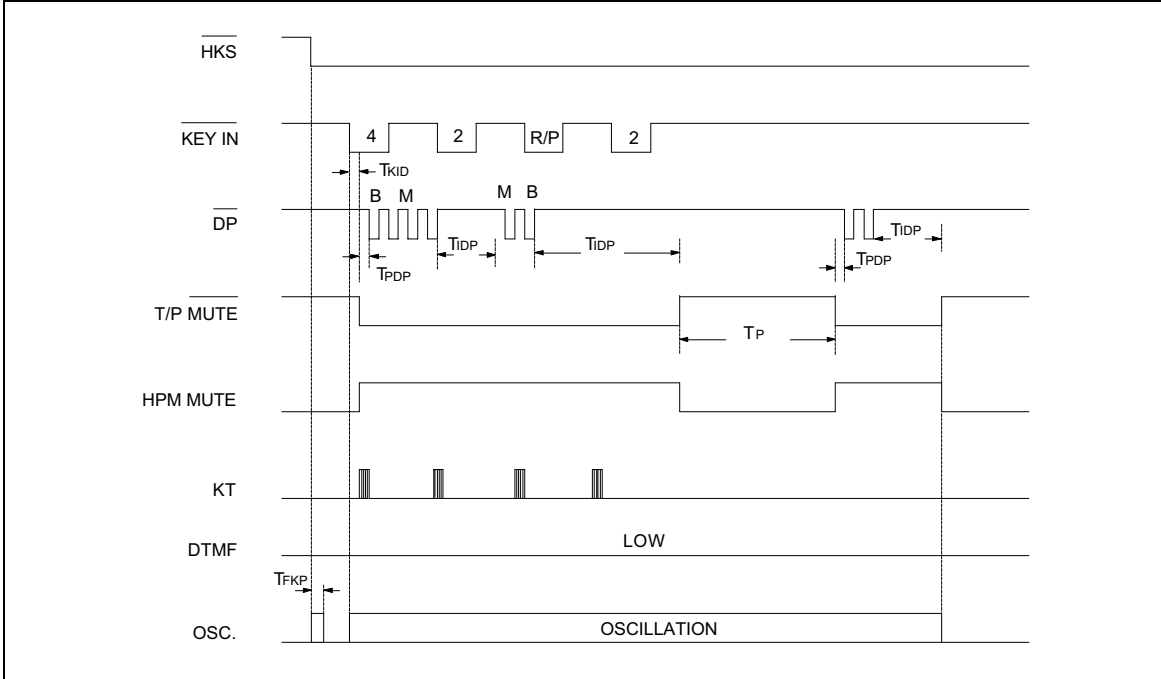 HKS
KEY IN
4
2
R/P
2
TKID
B
M
M
B
DP
TIDP
TIDP
TIDP
TPDP
TPDP
T/P MUTE
TP
HPM MUTE
KT
DTMF
LOW
TFKP
OSC.
OSCILLATION